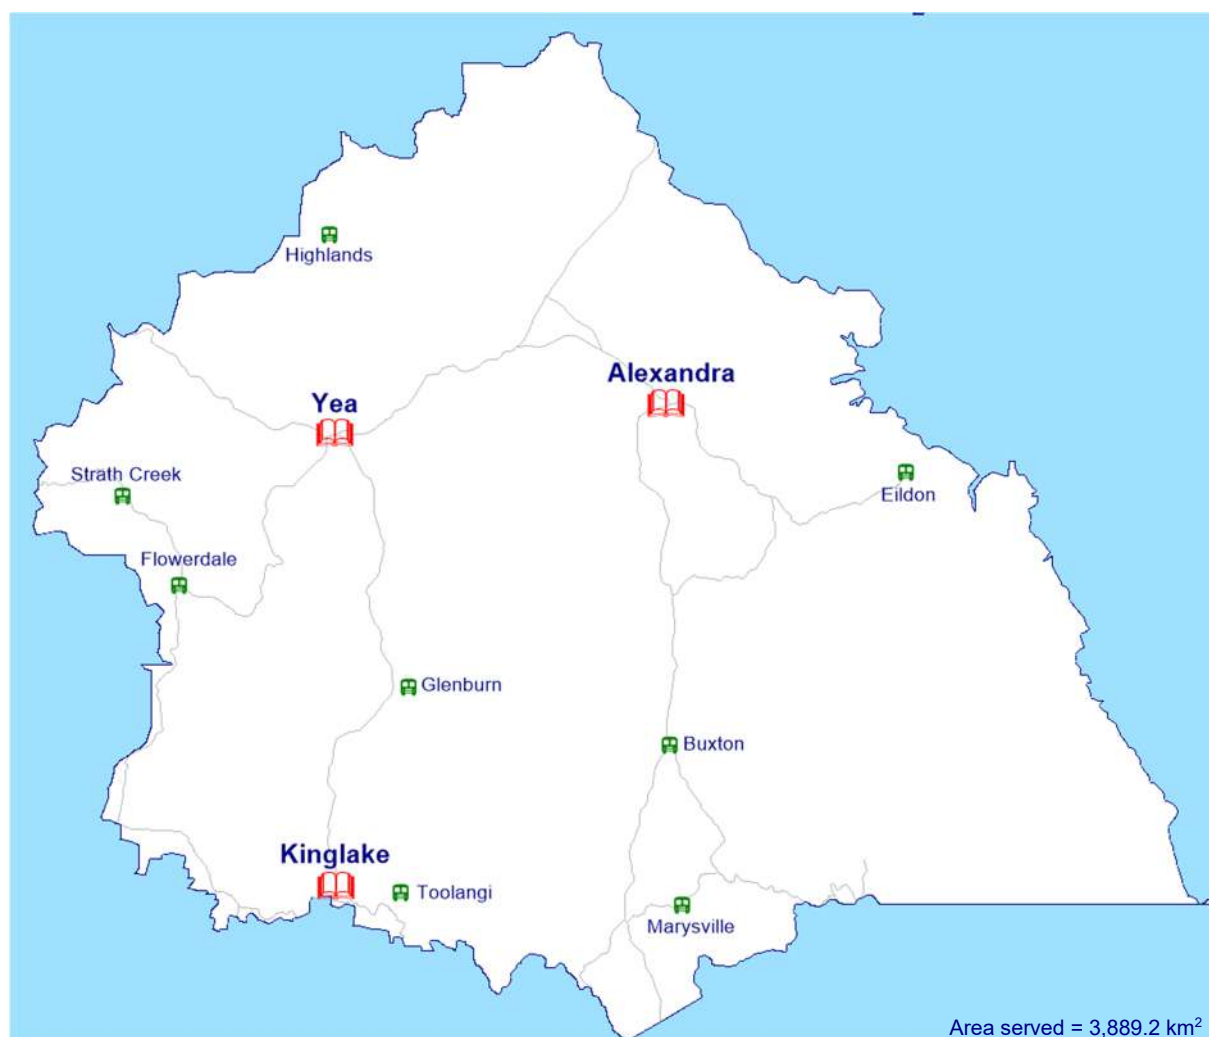 Highlands
Alexandra
Yea
Strath Creek
Eildon
Flowerdale
Glenburn
Buxton
Kinglake
Toolangi
Marysville
Area served = 3,889.2 km²